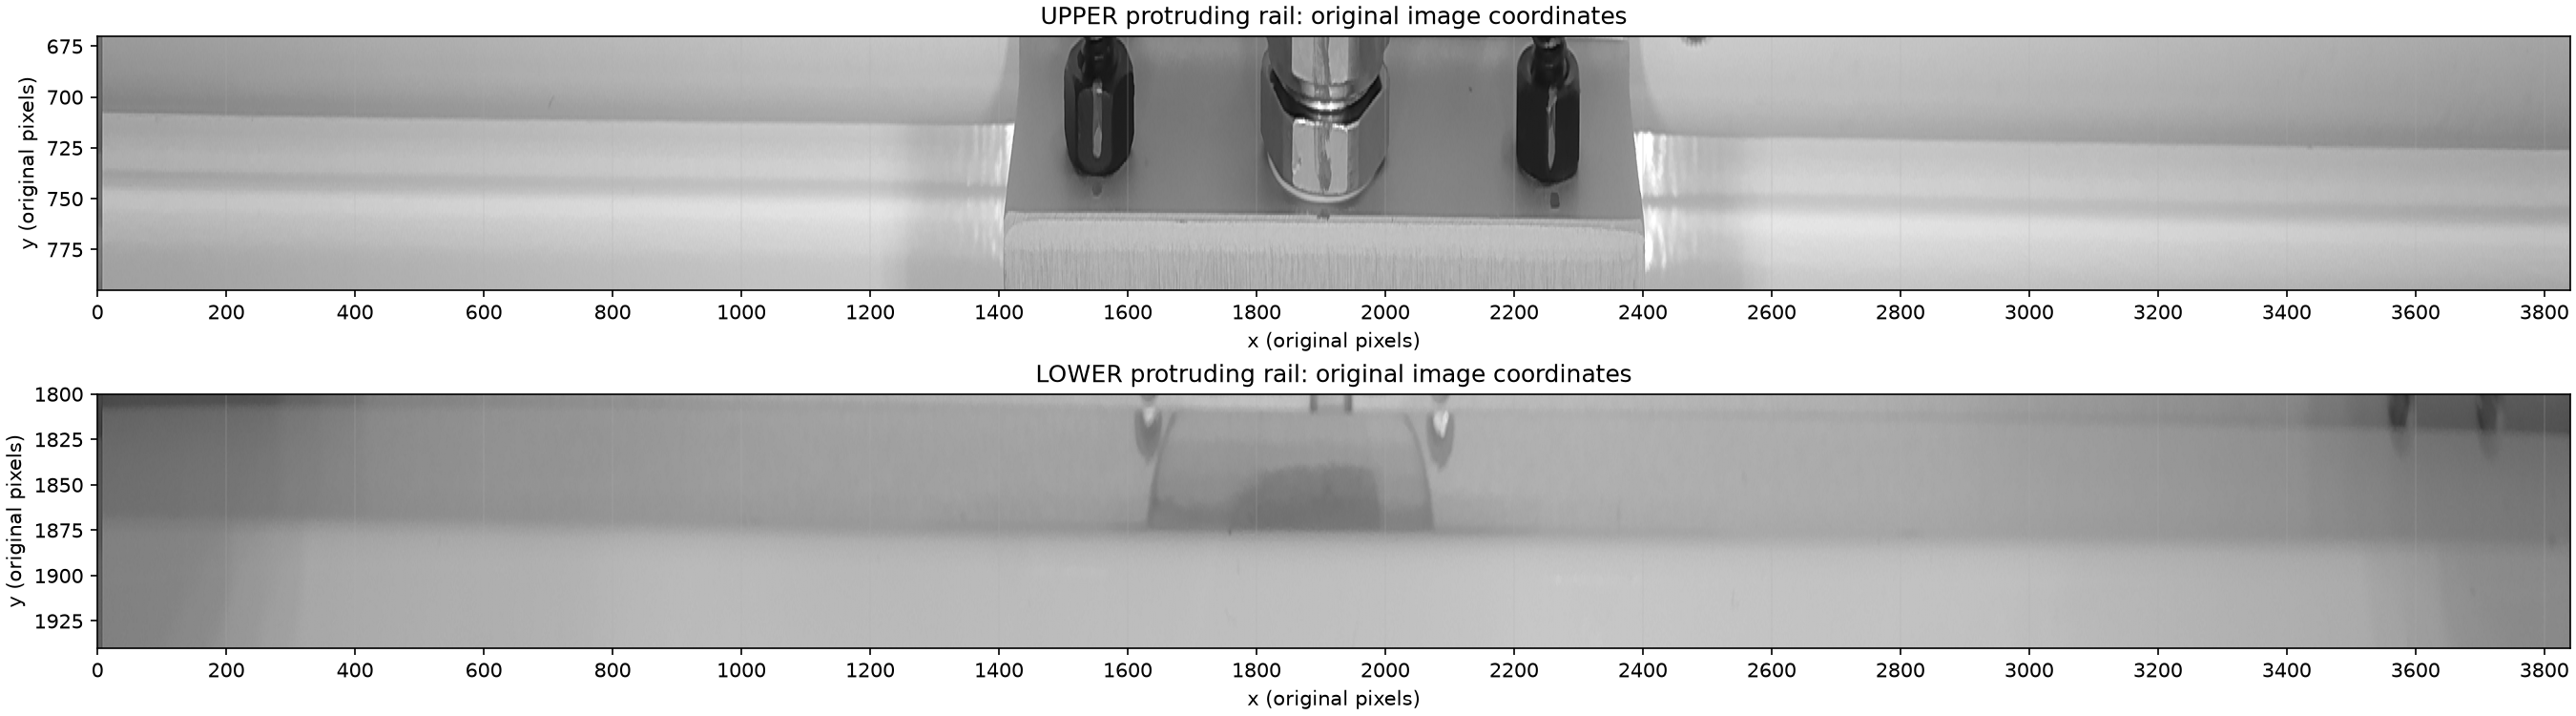 UPPER protruding rail: original image coordinates
y (original pixels)
675
700
725
750
775
0 200 400 600 800 1000 1200 1400 1600 1800 2000 2200 2400 2600 2800 3000 3200 3400 3600 3800
x (original pixels)
LOWER protruding rail: original image coordinates
y (original pixels)
1800
1825
1850
1875
1900
1925
0 200 400 600 800 1000 1200 1400 1600 1800 2000 2200 2400 2600 2800 3000 3200 3400 3600 3800
x (original pixels)